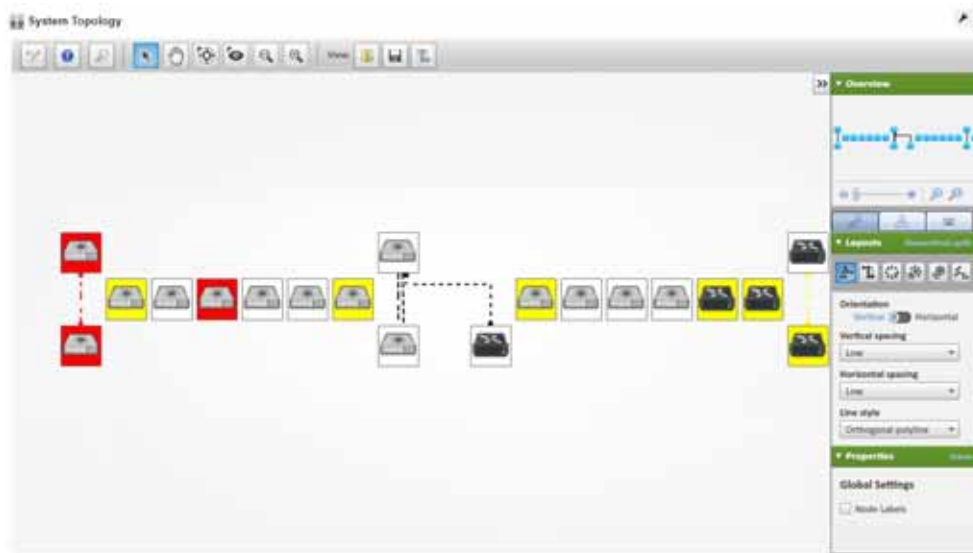 System Topology
View
Overview
Layouts
Orientation
Vertical Horizontal
Vertical spacing
Low
Horizontal spacing
Low
Line style
Orthogonal polyline
Properties
Global Settings
Node Labels